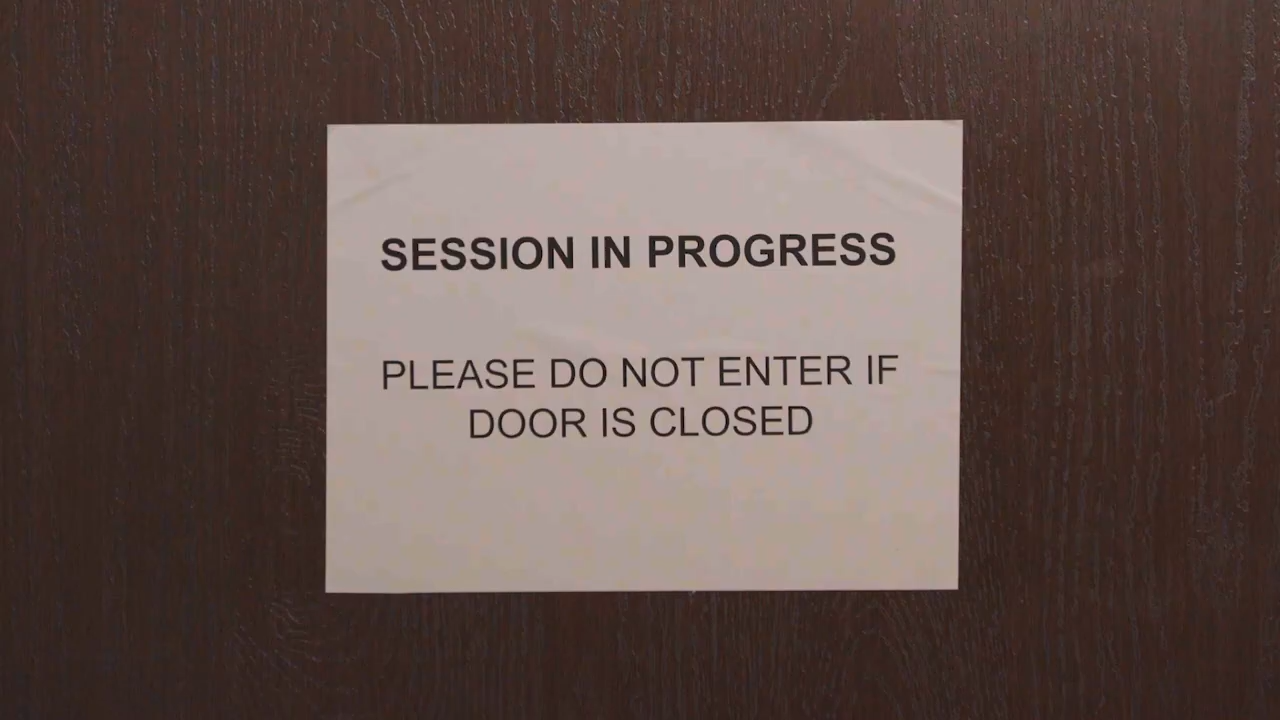 SESSION IN PROGRESS
PLEASE DO NOT ENTER IF
DOOR IS CLOSED